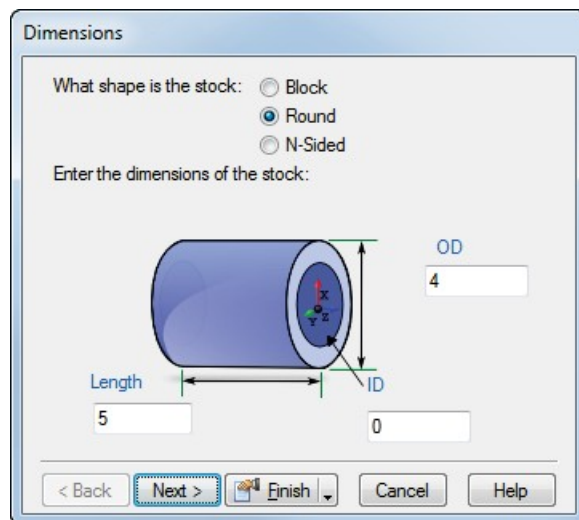 Dimensions
What shape is the stock:
Block
Round
N-Sided
Enter the dimensions of the stock:
OD
4
X
Y Z
Length
5
ID
0
< Back Next > Finish Cancel Help